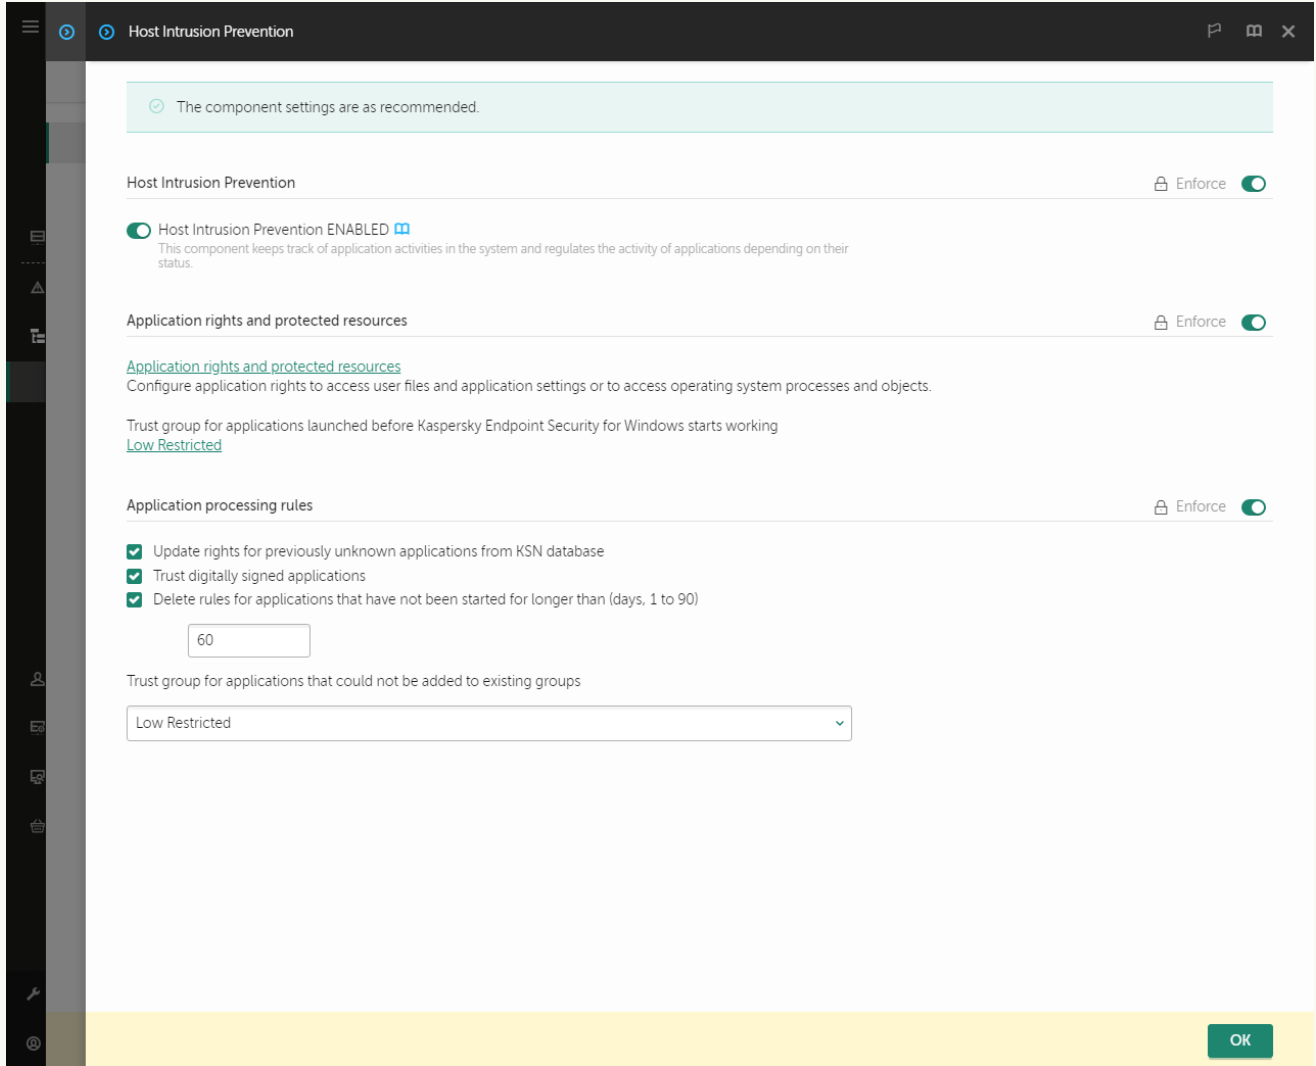 Host Intrusion Prevention
The component settings are as recommended.
Host Intrusion Prevention
Enforce
Host Intrusion Prevention ENABLED
This component keeps track of application activities in the system and regulates the activity of applications depending on their
status.
Application rights and protected resources
Enforce
Application rights and protected resources
Configure application rights to access user files and application settings or to access operating system processes and objects.
Trust group for applications launched before Kaspersky Endpoint Security for Windows starts working
Low Restricted
Application processing rules
Enforce
Update rights for previously unknown applications from KSN database
Trust digitally signed applications
Delete rules for applications that have not been started for longer than (days, 1 to 90)
60
Trust group for applications that could not be added to existing groups
Low Restricted
OK